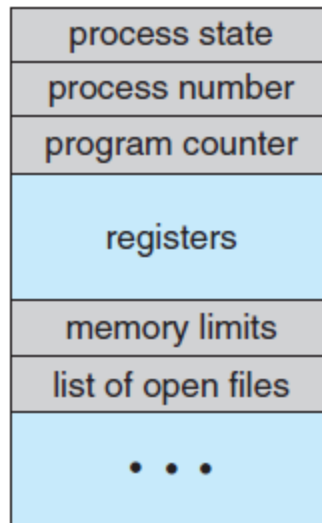 process state
process number
program counter
registers
memory limits
list of open files
• • •